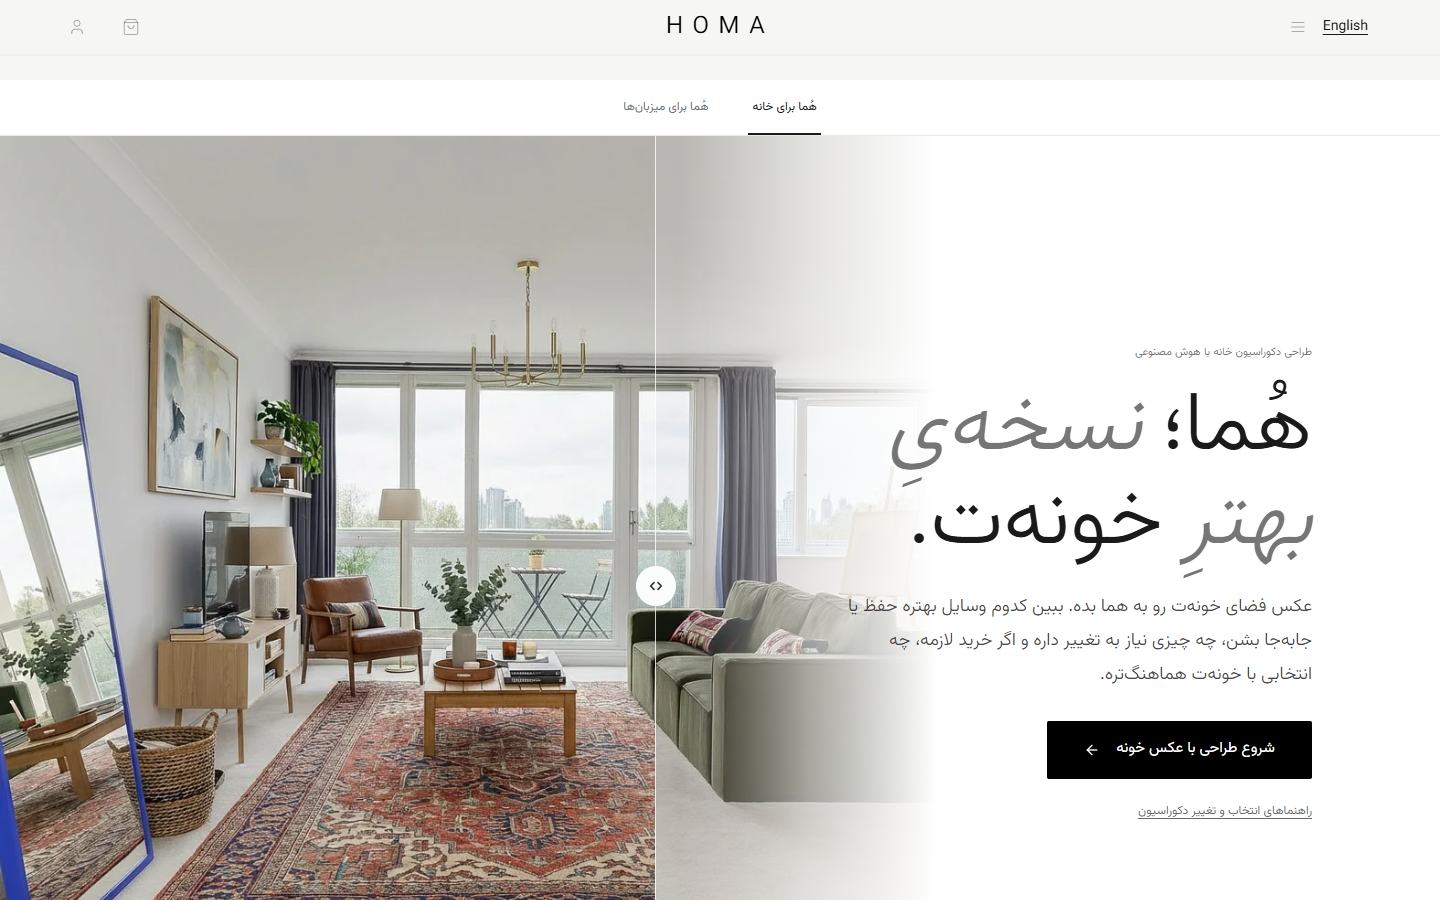 HOMA
English
هُما برای خانه
هُما برای میزبان‌ها
طراحی دکوراسیون خانه با هوش مصنوعی
هُما؛ نسخه‌یِ
بهترِ خونه‌ت.
عکس فضای خونه‌ت رو به هما بده. ببین کدوم وسایل بهتره حفظ یا
جابه‌جا بشن، چه چیزی نیاز به تغییر داره و اگر خرید لازمه، چه
انتخابی با خونه‌ت هماهنگ‌تره.
شروع طراحی با عکس خونه
راهنماهای انتخاب و تغییر دکوراسیون